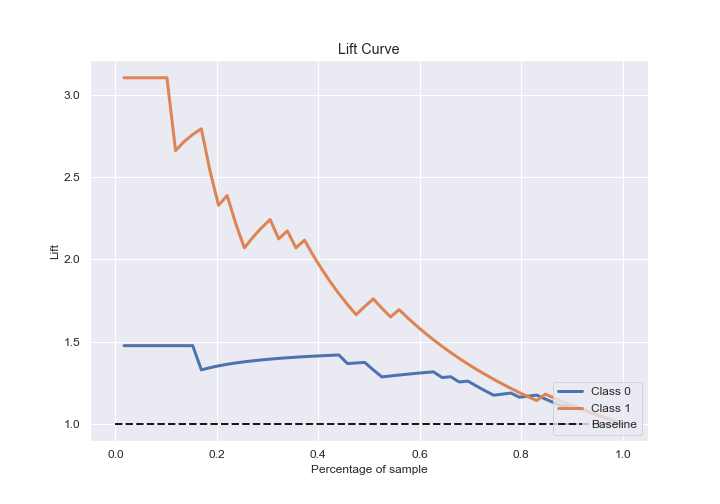 Lift Curve
3.0
2.5
2.0
1.5
1.0
Lift
0.0 0.2 0.4 0.6 0.8 1.0
Percentage of sample
Class 0
Class 1
Baseline